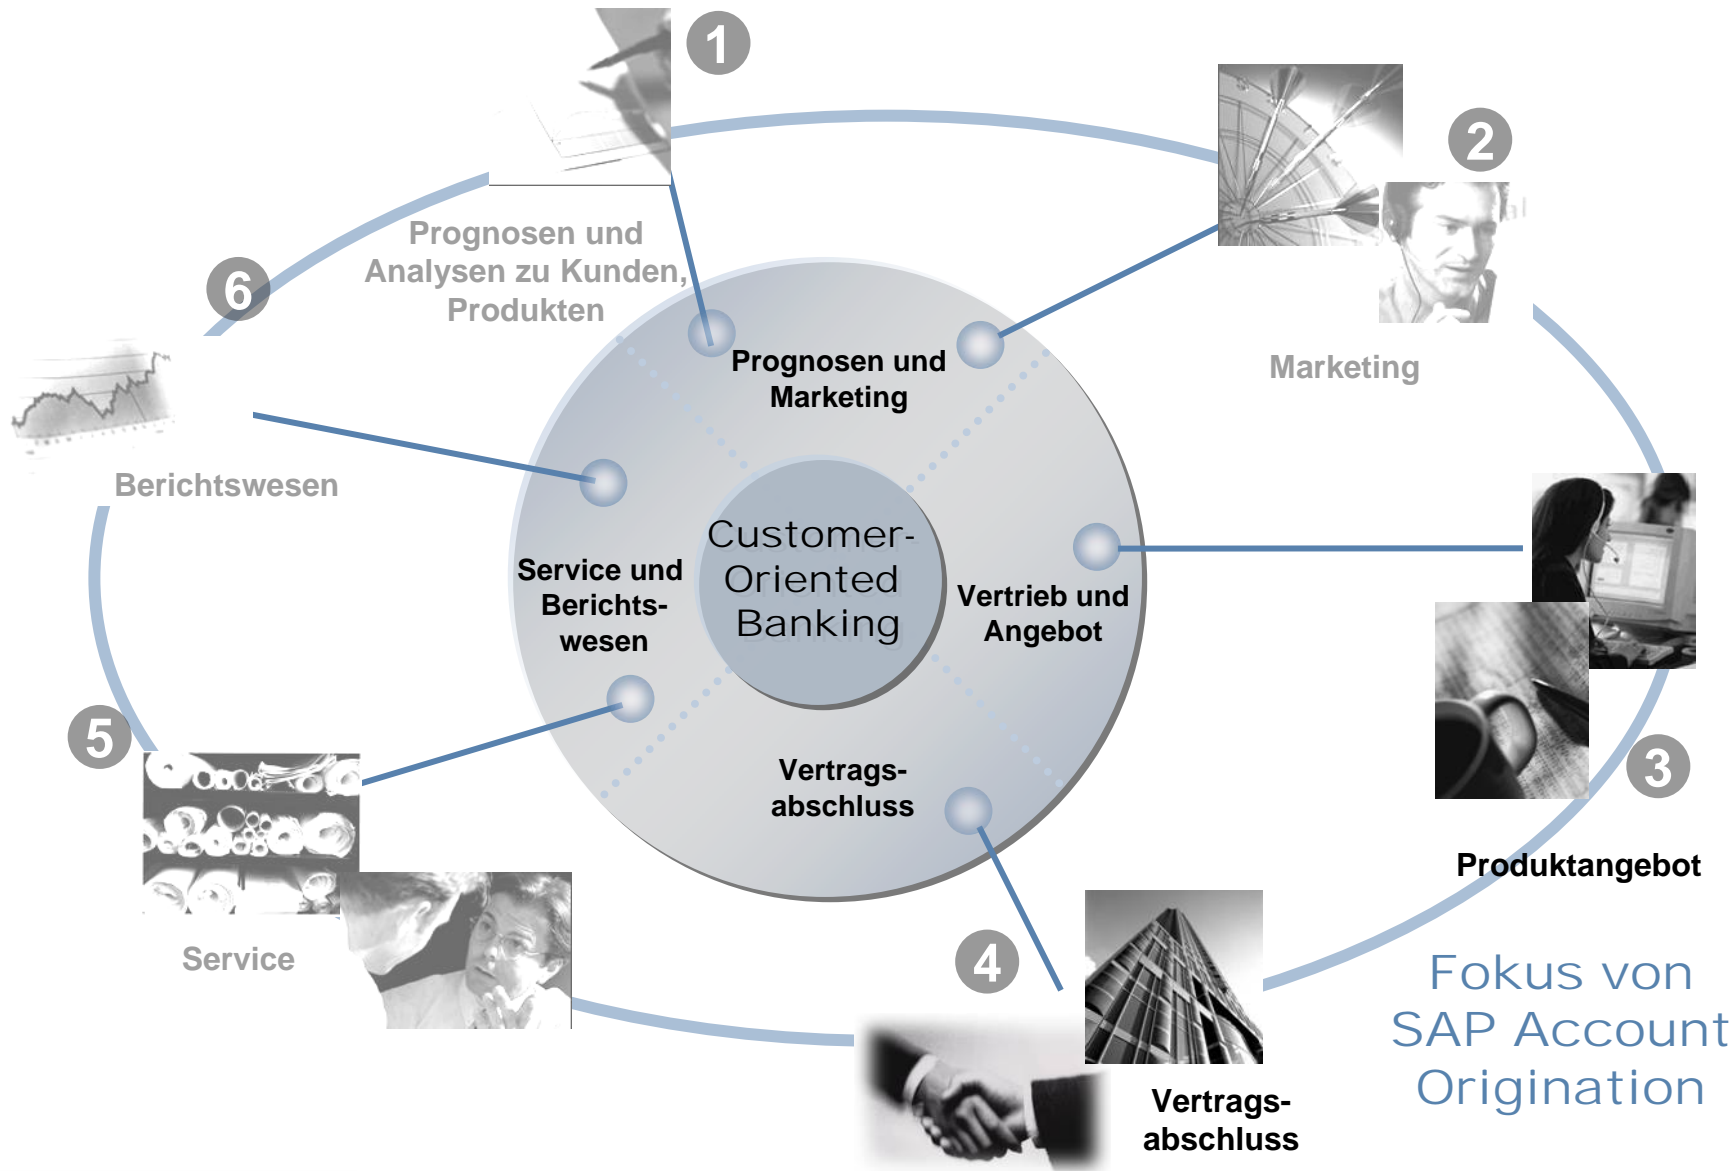 1
Prognosen und
Analysen zu Kunden,
Produkten
2
Marketing
6
Berichtswesen
Prognosen und
Marketing
Customer-
Oriented
Banking
Service und
Berichts-
wesen
Vertrieb und
Angebot
Vertrags-
abschluss
3
Produktangebot
5
Service
4
Vertrags-
abschluss
Fokus von
SAP Account
Origination